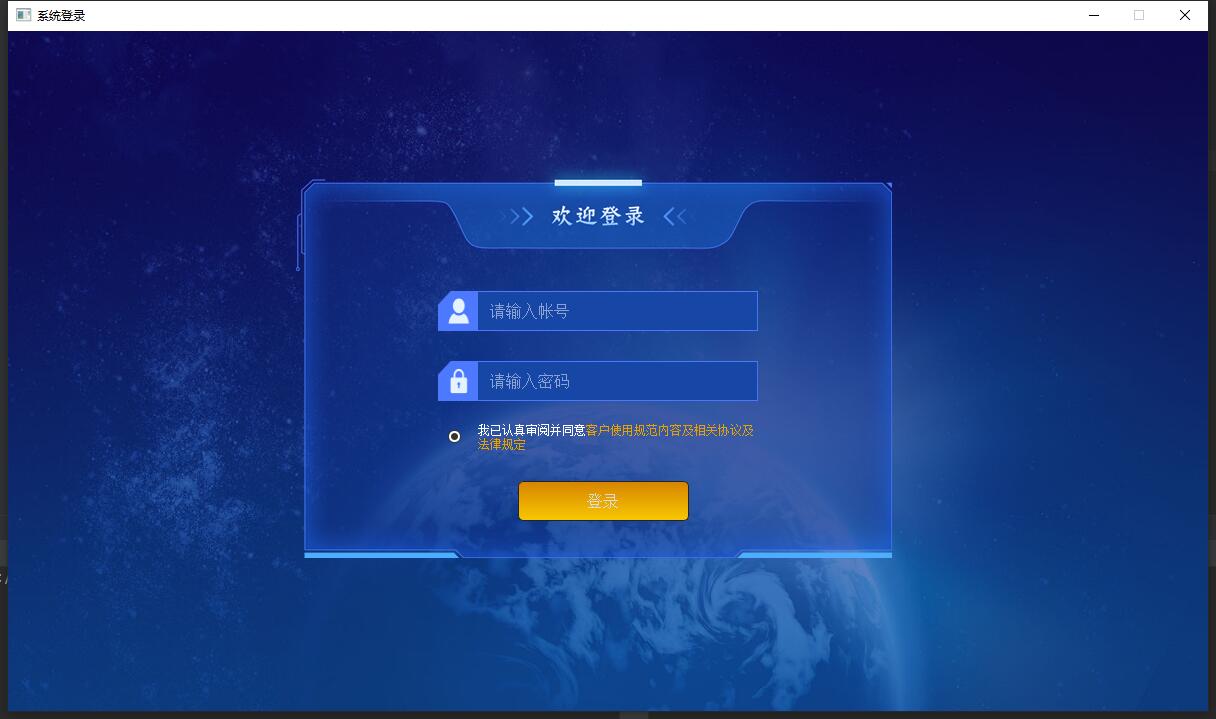 系统登录
欢迎登录
请输入帐号
请输入密码
我已认真审阅并同意客户使用规范内容及相关协议及
法律规定
登录